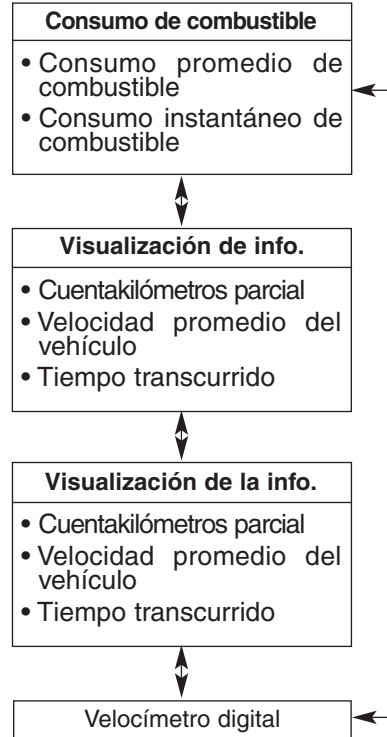 Consumo de combustible
• Consumo promedio de
combustible
• Consumo instantáneo de
combustible
Visualización de info.
• Cuentakilómetros parcial
• Velocidad promedio del
vehículo
• Tiempo transcurrido
Visualización de la info.
• Cuentakilómetros parcial
• Velocidad promedio del
vehículo
• Tiempo transcurrido
Velocímetro digital